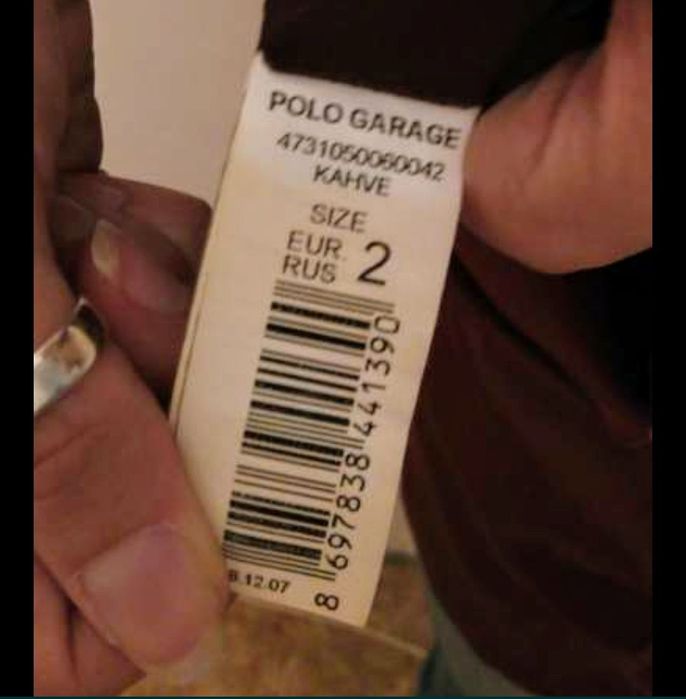 POLO GARAGE
4731050060042
KAHVE
SIZE
EUR.
RUS
2
8 697838 441390
8.12.07